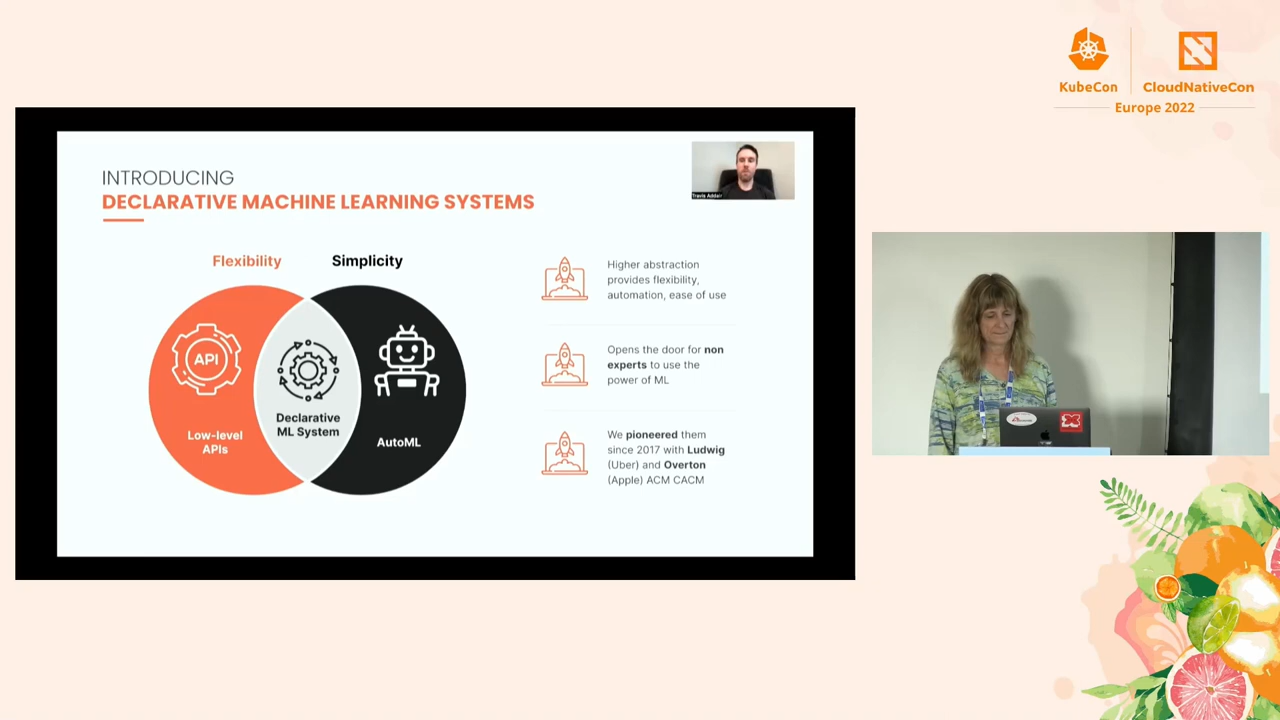 KubeCon
CloudNativeCon
Europe 2022
INTRODUCING
DECLARATIVE MACHINE LEARNING SYSTEMS
Travis Addair
Flexibility
Simplicity
API
Low-level
APIs
Declarative
ML System
AutoML
Higher abstraction
provides flexibility,
automation, ease of use
Opens the door for non
experts to use the
power of ML
We pioneered them
since 2017 with Ludwig
(Uber) and Overton
(Apple) ACM CACM